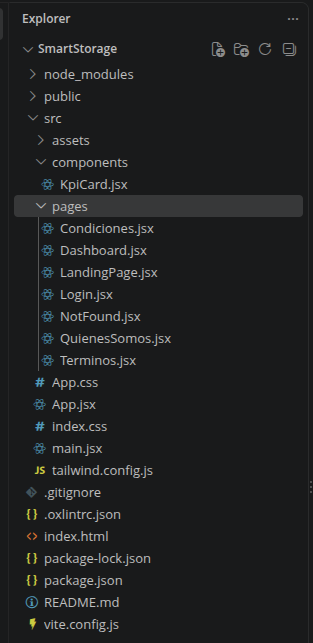 Explorer
SmartStorage
node_modules
public
src
assets
components
KpiCard.jsx
pages
Condiciones.jsx
Dashboard.jsx
LandingPage.jsx
Login.jsx
NotFound.jsx
QuienesSomos.jsx
Terminos.jsx
# App.css
App.jsx
# index.css
main.jsx
JS tailwind.config.js
.gitignore
{} .oxlintrc.json
<> index.html
{} package-lock.json
{} package.json
README.md
vite.config.js